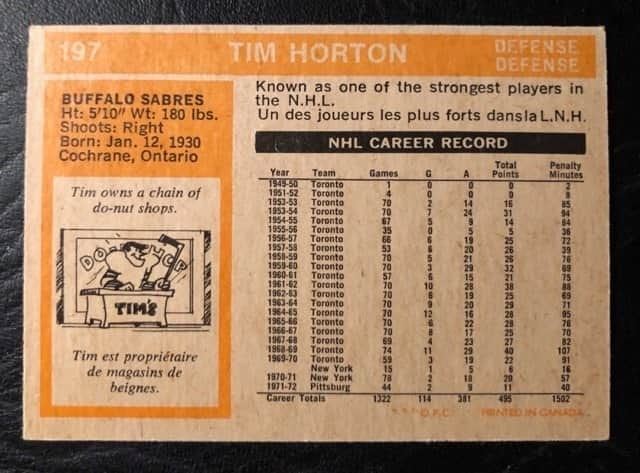 197 TIM HORTON DEFENSE
DEFENSE
BUFFALO SABRES
Ht: 5'10" Wt: 180 lbs.
Shoots: Right
Born: Jan. 12, 1930
Cochrane, Ontario
Tim owns a chain of
do-nut shops.
TIM'S
Tim est propriétaire
de magasins de
beignes.
Known as one of the strongest players in
the N.H.L.
Un des joueurs les plus forts dans la L.N.H.
NHL CAREER RECORD
Year Team Games G A Total Points Penalty Minutes
1949-50 Toronto 1 0 0 0 2
1951-52 Toronto 4 0 0 0 8
1952-53 Toronto 70 2 14 16 85
1953-54 Toronto 70 7 24 31 94
1954-55 Toronto 67 5 9 14 84
1955-56 Toronto 35 0 5 5 36
1956-57 Toronto 66 6 19 25 72
1957-58 Toronto 53 6 20 26 39
1958-59 Toronto 70 5 21 26 76
1959-60 Toronto 70 3 29 32 69
1960-61 Toronto 57 6 15 21 75
1961-62 Toronto 70 10 28 38 88
1962-63 Toronto 70 6 19 25 69
1963-64 Toronto 70 9 20 29 71
1964-65 Toronto 70 12 16 28 95
1965-66 Toronto 70 6 22 28 76
1966-67 Toronto 70 8 17 25 70
1967-68 Toronto 69 4 23 27 82
1968-69 Toronto 74 11 29 40 107
1969-70 Toronto 59 3 19 22 91
New York 15 1 5 6 16
1970-71 New York 78 2 18 20 57
1971-72 Pittsburg 44 2 9 11 40
Career Totals 1322 114 381 495 1502
O.P.C. PRINTED IN CANADA